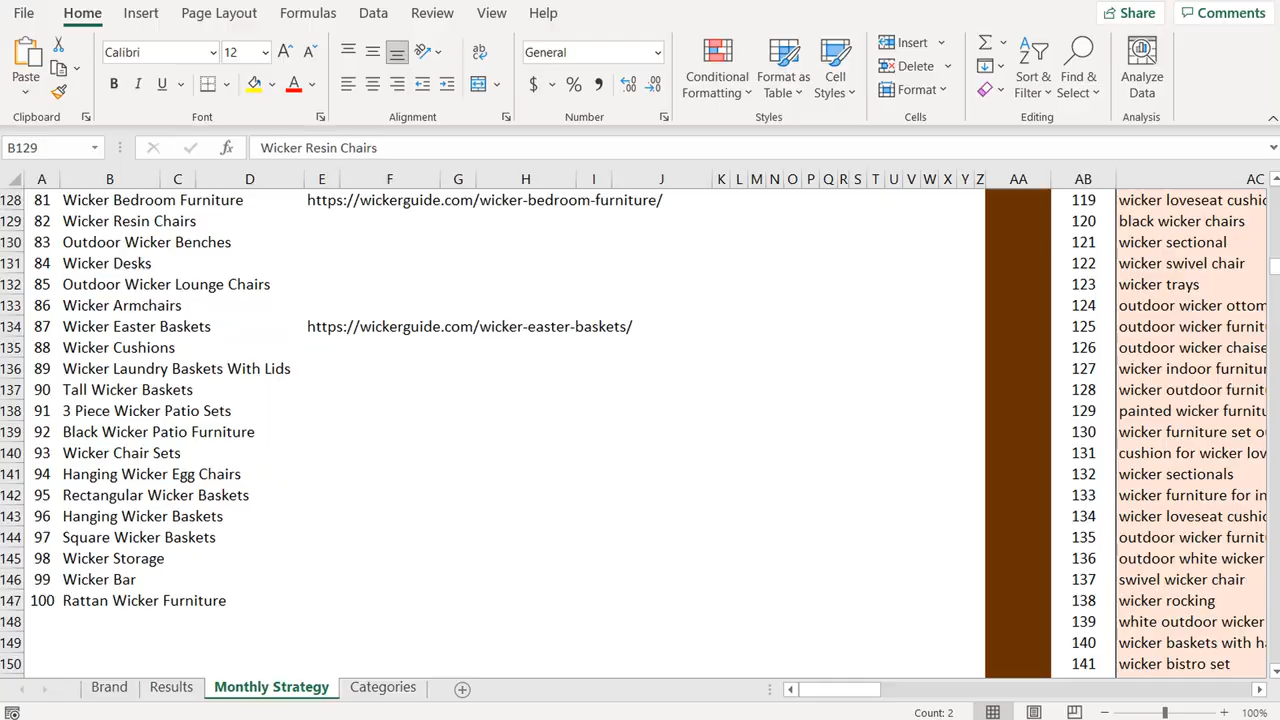 File Home Insert Page Layout Formulas Data Review View Help Share Comments
Calibri 12 General Insert Delete Format
Paste B I U $ % Conditional Formatting Format as Table Cell Styles Sort & Filter Find & Select Analyze Data
Clipboard Font Alignment Number Styles Cells Editing Analysis
B129 fx Wicker Resin Chairs
A B C D E F G H I J K L M N O P Q R S T U V W X Y Z AA AB AC
128 81 Wicker Bedroom Furniture https://wickerguide.com/wicker-bedroom-furniture/ 119 wicker loveseat cushic
129 82 Wicker Resin Chairs 120 black wicker chairs
130 83 Outdoor Wicker Benches 121 wicker sectional
131 84 Wicker Desks 122 wicker swivel chair
132 85 Outdoor Wicker Lounge Chairs 123 wicker trays
133 86 Wicker Armchairs 124 outdoor wicker ottom
134 87 Wicker Easter Baskets https://wickerguide.com/wicker-easter-baskets/ 125 outdoor wicker furnit
135 88 Wicker Cushions 126 outdoor wicker chaise
136 89 Wicker Laundry Baskets With Lids 127 wicker indoor furnitur
137 90 Tall Wicker Baskets 128 wicker outdoor furnit
138 91 3 Piece Wicker Patio Sets 129 painted wicker furnitu
139 92 Black Wicker Patio Furniture 130 wicker furniture set o
140 93 Wicker Chair Sets 131 cushion for wicker lov
141 94 Hanging Wicker Egg Chairs 132 wicker sectionals
142 95 Rectangular Wicker Baskets 133 wicker furniture for in
143 96 Hanging Wicker Baskets 134 wicker loveseat cushic
144 97 Square Wicker Baskets 135 outdoor wicker furnit
145 98 Wicker Storage 136 outdoor white wicker
146 99 Wicker Bar 137 swivel wicker chair
147 100 Rattan Wicker Furniture 138 wicker rocking
148 139 white outdoor wicker
149 140 wicker baskets with ha
150 141 wicker bistro set
Brand Results Monthly Strategy Categories
Count: 2 100%